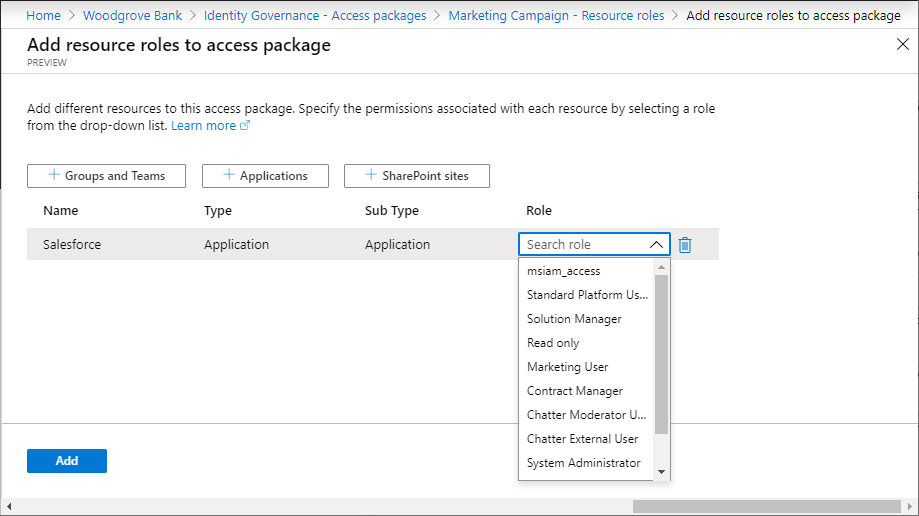 Home > Woodgrove Bank > Identity Governance - Access packages > Marketing Campaign - Resource roles > Add resource roles to access package
Add resource roles to access package
PREVIEW
Add different resources to this access package. Specify the permissions associated with each resource by selecting a role
from the drop-down list. Learn more
+ Groups and Teams + Applications + SharePoint sites
Name Type Sub Type Role
Salesforce Application Application Search role
msiam_access
Standard Platform Us...
Solution Manager
Read only
Marketing User
Contract Manager
Chatter Moderator U...
Chatter External User
System Administrator
Add